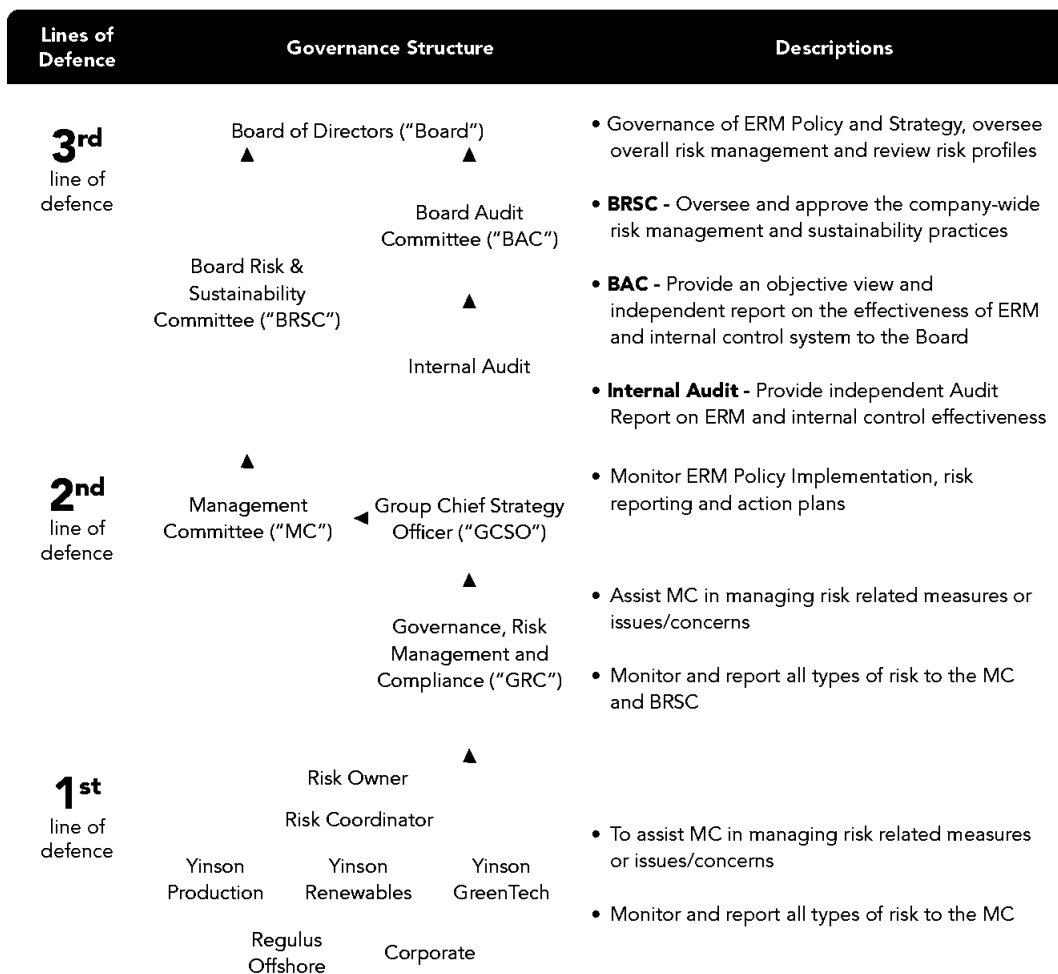 Lines of
Defence
Governance Structure
Descriptions
3rd
line of
defence
Board of Directors (“Board”)
Board Audit
Committee (“BAC”)
Board Risk &
Sustainability
Committee (“BRSC”)
Internal Audit
• Governance of ERM Policy and Strategy, oversee
overall risk management and review risk profiles
• BRSC - Oversee and approve the company-wide
risk management and sustainability practices
• BAC - Provide an objective view and
independent report on the effectiveness of ERM
and internal control system to the Board
• Internal Audit - Provide independent Audit
Report on ERM and internal control effectiveness
2nd
line of
defence
Management
Committee (“MC”)
Group Chief Strategy
Officer (“GCSO”)
Governance, Risk
Management and
Compliance (“GRC”)
• Monitor ERM Policy Implementation, risk
reporting and action plans
• Assist MC in managing risk related measures or
issues/concerns
• Monitor and report all types of risk to the MC
and BRSC
1st
line of
defence
Risk Owner
Risk Coordinator
Yinson
Production
Yinson
Renewables
Yinson
GreenTech
Regulus
Offshore
Corporate
• To assist MC in managing risk related measures
or issues/concerns
• Monitor and report all types of risk to the MC